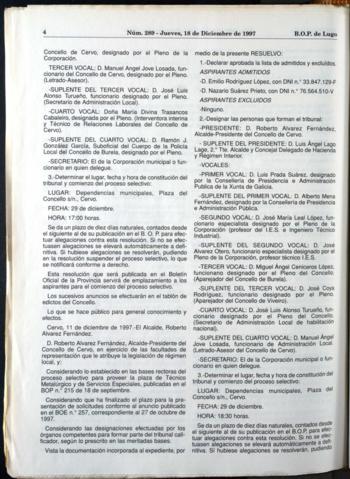 4
Núm. 289 - Jueves, 18 de Diciembre de 1997
B.O.P. de Lugo
Concello de Cervo, designado por el Pleno de la
Corporación.
TERCER VOCAL: D. Manuel Angel Jove Losada, fun-
cionario del Concello de Cervo, designado por el Pleno.
(Letrado-Asesor).
-SUPLENTE DEL TERCER VOCAL: D. José Luis
Alonso Turueño, funcionario designado por el Pleno.
(Secretario de Administración Local).
-CUARTO VOCAL: Doña María Divina Trasancos
Cabaleiro, designada por el Pleno. (Interventora interina
y Técnico de Relaciones Laborales del Concello de
Cervo).
-SUPLENTE DEL CUARTO VOCAL: D. Ramón J.
González García, Suboficial del Cuerpo de la Policía
Local del Concello de Burela, designado por el Pleno.
-SECRETARIO: El de la Corporación municipal o fun-
cionario en quien delegue.
3.-Determinar el lugar, fecha y hora de constitución del
tribunal y comienzo del proceso selectivo:
LUGAR: Dependencias municipales, Plaza del
Concello s/n., Cervo.
FECHA: 29 de diciembre.
HORA: 17:00 horas.
Se da un plazo de diez días naturales, contados desde
el siguiente al de su publicación en el B. O. P. para efec-
tuar alegaciones contra esta resolución. Si no se efec-
tuasen alegaciones se elevará automáticamente a defi-
nitiva. Si hubiese alegaciones se resolverán, pudiendo
en la resolución suspender el proceso selectivo, lo que
se notificará conforme a derecho.
Esta resolución que será publicada en el Boletín
Oficial de la Provincia servirá de emplazamiento a los
aspirantes para el comienzo del proceso selectivo.
Los sucesivos anuncios se efectuarán en el tablón de
edictos del Concello.
Lo que se hace público para general conocimiento y
efectos.
Cervo, 11 de diciembre de 1997.-El Alcalde, Roberto
Alvarez Fernández.
D. Roberto Alvarez Fernández, Alcalde-Presidente del
Concello de Cervo, en ejercicio de las facultades de
representación que le atribuye la legislación de régimen
local, y:
Considerando lo establecido en las bases rectoras del
proceso selectivo para proveer la plaza de Técnico
Metalúrgico y de Servicios Especiales, publicadas en el
BOP n.º 215 de 18 de septiembre.
Considerando que ha finalizado el plazo para la pre-
sentación de solicitudes conforme al anuncio publicado
en el BOE n.º 257, correspondiente al 27 de octubre de
1997.
Considerando las designaciones efectuadas por los
órganos competentes para formar parte del tribunal cali-
ficador, según lo prescrito en las meritadas bases.
Vista la documentación incorporada al expediente, por
medio de la presente RESUELVO:
1.-Declarar aprobada la lista de admitidos y excluidos.
ASPIRANTES ADMITIDOS
-D. Emilio Rodríguez López, con DNI n.º 33.847.129-F
-D. Nazario Suárez Prieto, con DNI n.º 76.564.510-V
ASPIRANTES EXCLUIDOS
-Ninguno.
2.-Designar las personas que forman el tribunal:
-PRESIDENTE: D. Roberto Alvarez Fernández,
Alcalde-Presidente del Concello de Cervo.
- SUPLENTE DEL PRESIDENTE: D. Luis Ángel Lago
Lage, 2.º Tte. Alcalde y Concejal Delegado de Hacienda
y Régimen Interior.
-VOCALES:
-PRIMER VOCAL: D. Luis Prada Suárez, designado
por la Consellería de Presidencia e Administración
Pública de la Xunta de Galicia.
-SUPLENTE DEL PRIMER VOCAL: D. Alberto Mena
Fernández, designado por la Consellería de Presidencia
e Administración Pública.
-SEGUNDO VOCAL: D. José María Leal López, fun-
cionario especialista designado por el Pleno de la
Corporación (profesor del I.E.S. e Ingeniero Técnico
Industrial).
-SUPLENTE DEL SEGUNDO VOCAL: D. José
Alvarez Otero, funcionario especialista designado por el
Pleno de la Corporación, profesor técnico I.E.S.
-TERCER VOCAL: D. Miguel Ángel Caniceros López,
funcionario designado por el Pleno del Concello
(Aparejador del Concello de Burela).
-SUPLENTE DEL TERCER VOCAL: D. José Coya
Rodríguez, funcionario designado por el Pleno.
(Aparejador del Concello de Viveiro).
-CUARTO VOCAL: D. José Luis Alonso Turueño, fun-
cionario designado por el Pleno del Concello
(Secretario de Administración Local de habilitación
nacional).
-SUPLENTE DEL CUARTO VOCAL: D. Manuel Ángel
Jove Losada, funcionario de Administración Local.
(Letrado-Asesor del Concello de Cervo).
-SECRETARIO: El de la Corporación municipal o fun-
cionario en quien delegue.
3.-Determinar el lugar, fecha y hora de constitución del
tribunal y comienzo del proceso selectivo:
LUGAR: Dependencias municipales, Plaza del
Concello s/n., Cervo.
FECHA: 29 de diciembre.
HORA: 18:30 horas.
Se da un plazo de diez días naturales, contados desde
el siguiente al de su publicación en el B.O.P. para efec-
tuar alegaciones contra esta resolución. Si no se efec-
tuasen alegaciones se elevará automáticamente a defi-
nitiva. Si hubiese alegaciones se resolverán, pudiendo